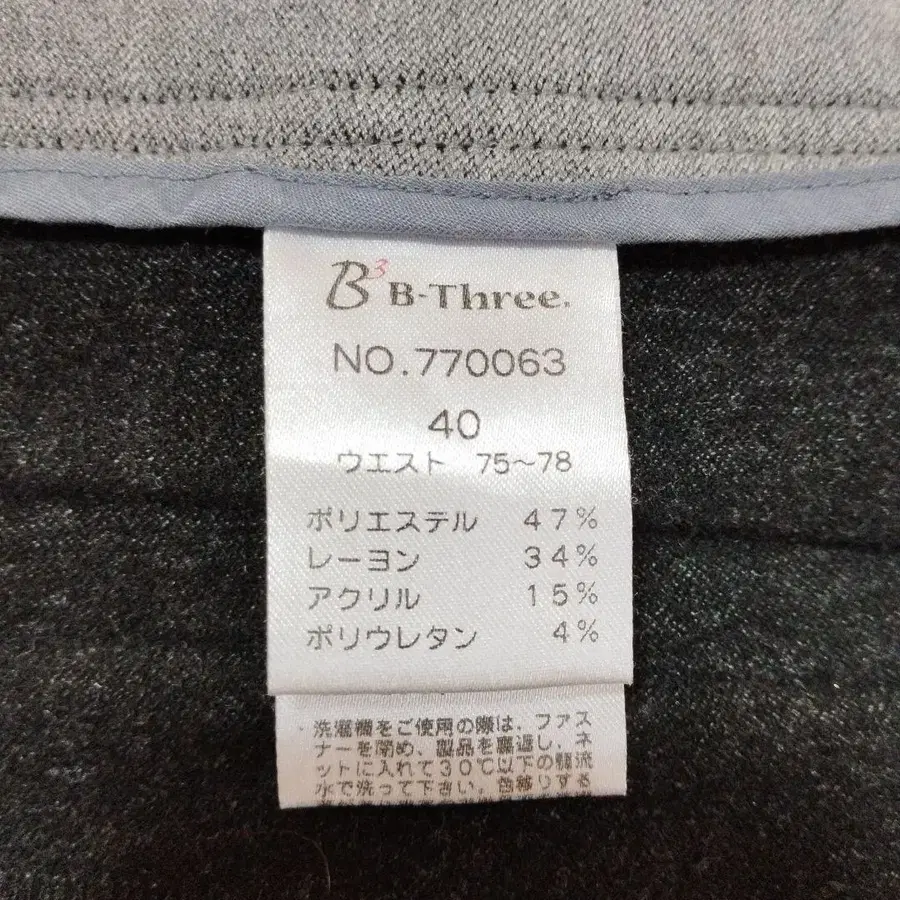 B³ B-Three.
NO.770063
40
ウエスト 75~78
ポリエステル 47%
レーヨン 34%
アクリル 15%
ポリウレタン 4%
・洗濯機をご使用の際は、ファス
ナーを閉め、製品を裏返し、ネ
ットに入れて30℃以下の弱流
水で洗って下さい。色移りする